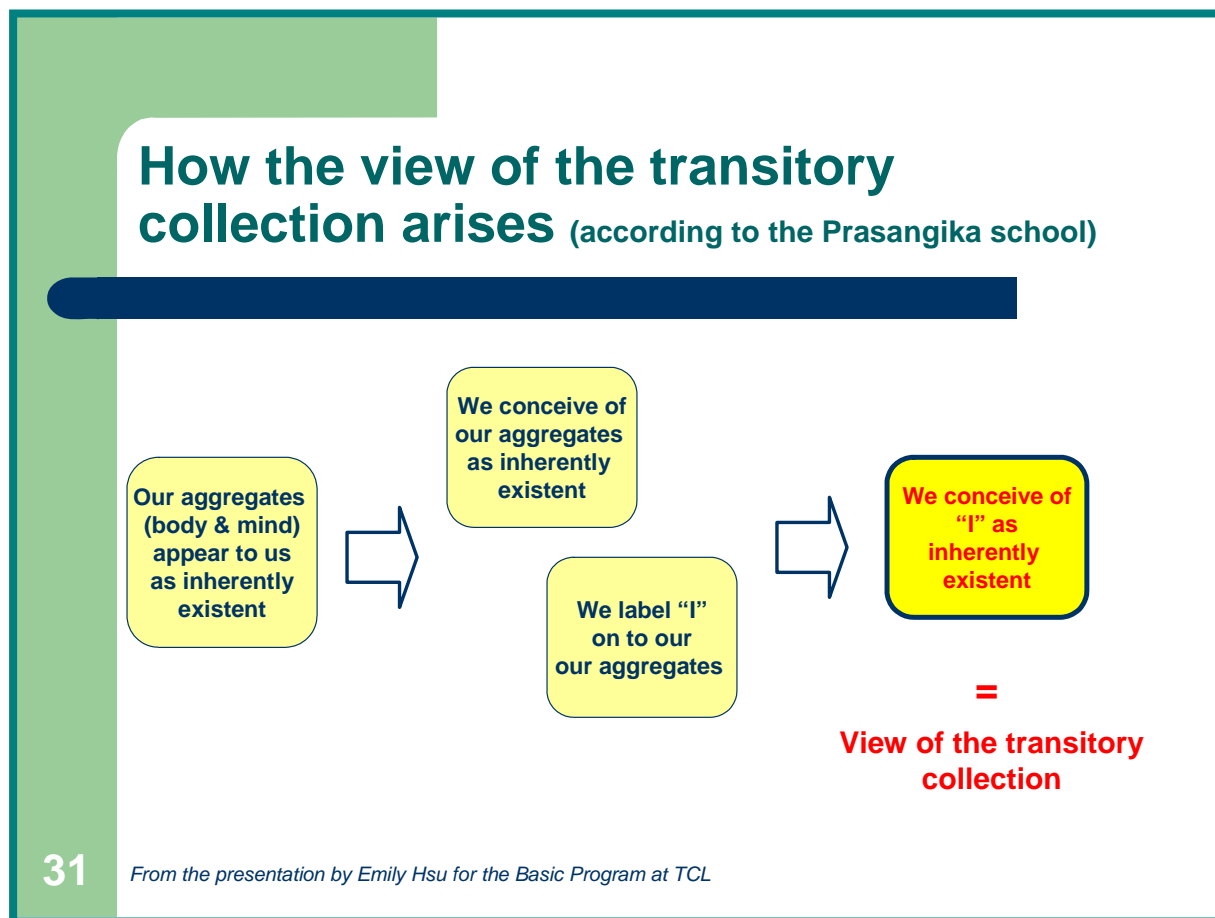 How the view of the transitory
collection arises (according to the Prasangika school)
Our aggregates
(body & mind)
appear to us
as inherently
existent
We conceive of
our aggregates
as inherently
existent
We label “I”
on to our
our aggregates
We conceive of
“I” as
inherently
existent
=
View of the transitory
collection
31
From the presentation by Emily Hsu for the Basic Program at TCL